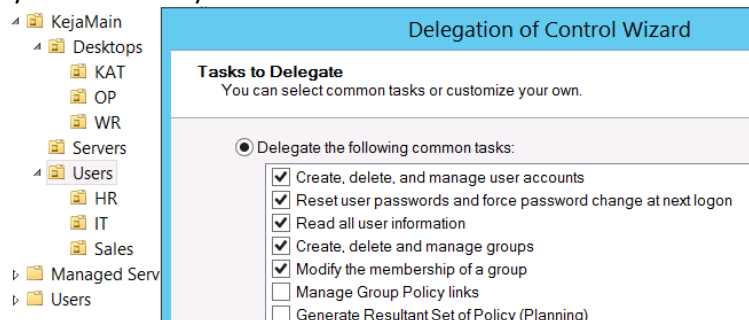 KejaMain
Desktops
KAT
OP
WR
Servers
Users
HR
IT
Sales
Managed Serv
Users
Delegation of Control Wizard
Tasks to Delegate
You can select common tasks or customize your own.
Delegate the following common tasks:
Create, delete, and manage user accounts
Reset user passwords and force password change at next logon
Read all user information
Create, delete and manage groups
Modify the membership of a group
Manage Group Policy links
Generate Resultant Set of Policy (Planning)